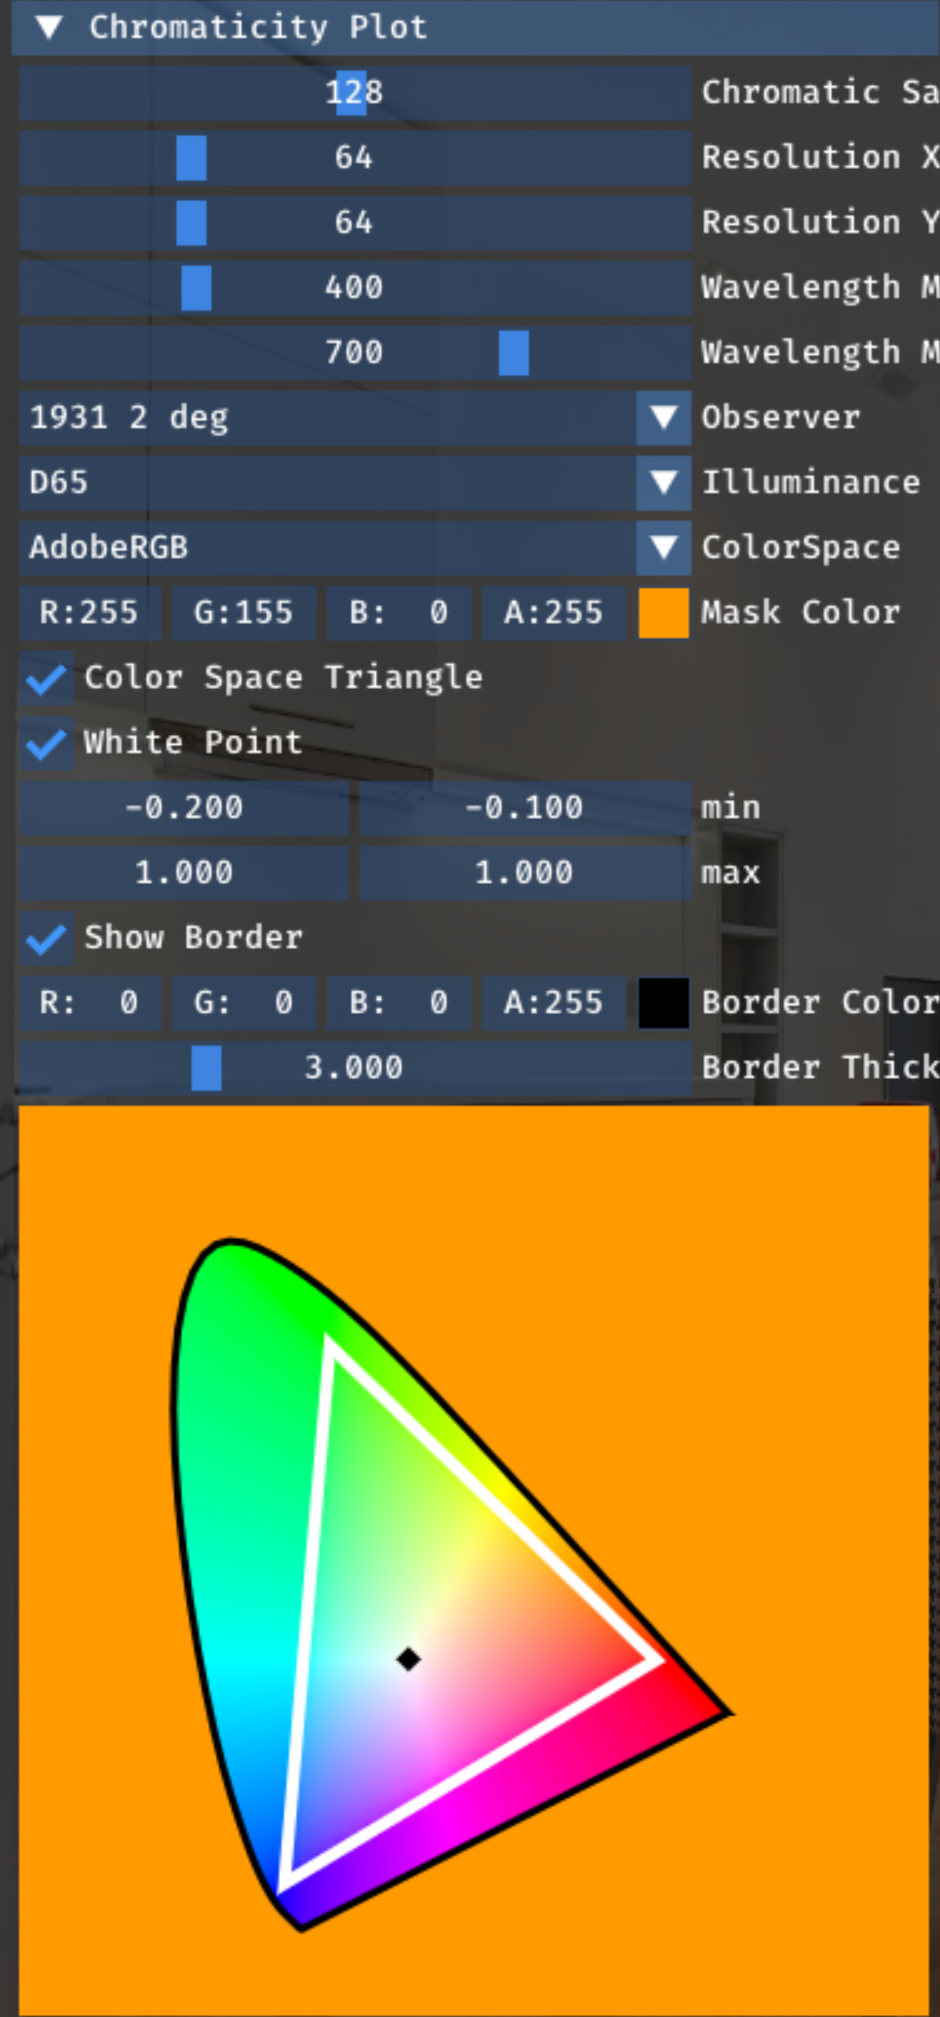 Chromaticity Plot
128 Chromatic Sa
64 Resolution X
64 Resolution Y
400 Wavelength M
700 Wavelength M
1931 2 deg Observer
D65 Illuminance
AdobeRGB ColorSpace
R:255 G:155 B: 0 A:255 Mask Color
Color Space Triangle
White Point
-0.200 -0.100 min
1.000 1.000 max
Show Border
R: 0 G: 0 B: 0 A:255 Border Color
3.000 Border Thick